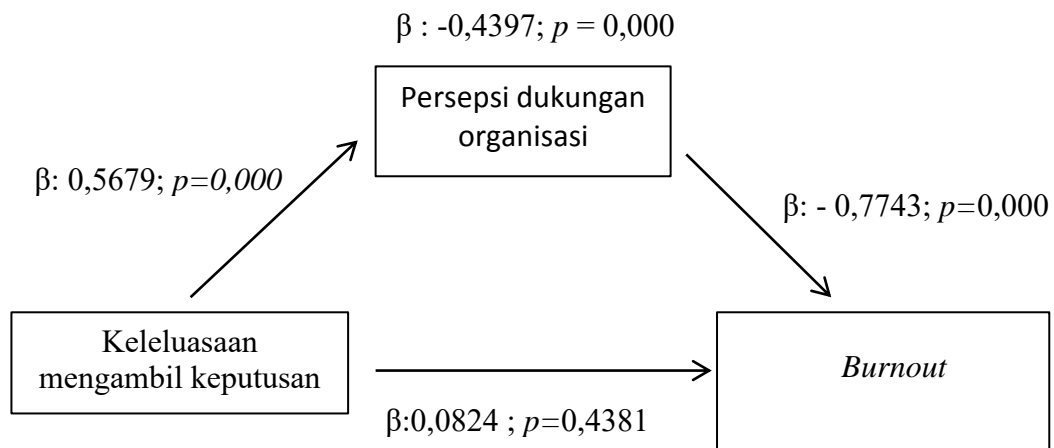 β : -0,4397; p = 0,000
Persepsi dukungan
organisasi
β: 0,5679; p=0,000
β: - 0,7743; p=0,000
Keleluasaan
mengambil keputusan
Burnout
β:0,0824 ; p=0,4381